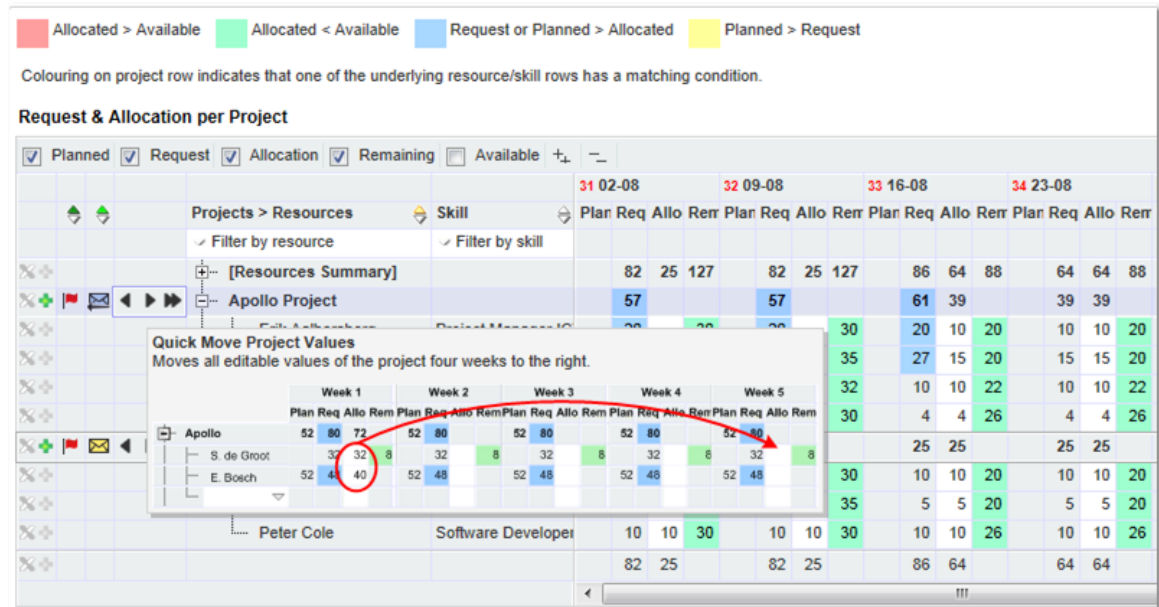 Allocated > Available Allocated < Available Request or Planned > Allocated Planned > Request
Colouring on project row indicates that one of the underlying resource/skill rows has a matching condition.
Request & Allocation per Project
Planned Request Allocation Remaining Available
31 02-08 32 09-08 33 16-08 34 23-08
Projects > Resources Skill Plan Req Allo Rem Plan Req Allo Rem Plan Req Allo Rem Plan Req Allo Rem
Filter by resource Filter by skill
[Resources Summary] 82 25 127 82 25 127 86 64 88 64 64 88
Apollo Project 57 57 61 39 39 39
30 20 10 20 10 10 20
Quick Move Project Values
Moves all editable values of the project four weeks to the right.
35 27 15 20 15 15 20
32 10 10 22 10 10 22
30 4 4 26 4 4 26
Week 1 Week 2 Week 3 Week 4 Week 5
Plan Req Allo Rem Plan Req Allo Rem Plan Req Allo Rem Plan Req Allo Rem Plan Req Allo Rem
Apollo 52 80 72 52 80 52 80 52 80 52 80
S. de Groot 32 32 8 32 8 32 8 32 8 32 8
E. Bosch 52 48 40 52 48 52 48 52 48 52 48
25 25 25 25
30 10 10 20 10 10 20
35 5 5 20 5 5 20
Peter Cole Software Developer 10 10 30 10 10 30 10 10 26 10 10 26
82 25 82 25 86 64 64 64